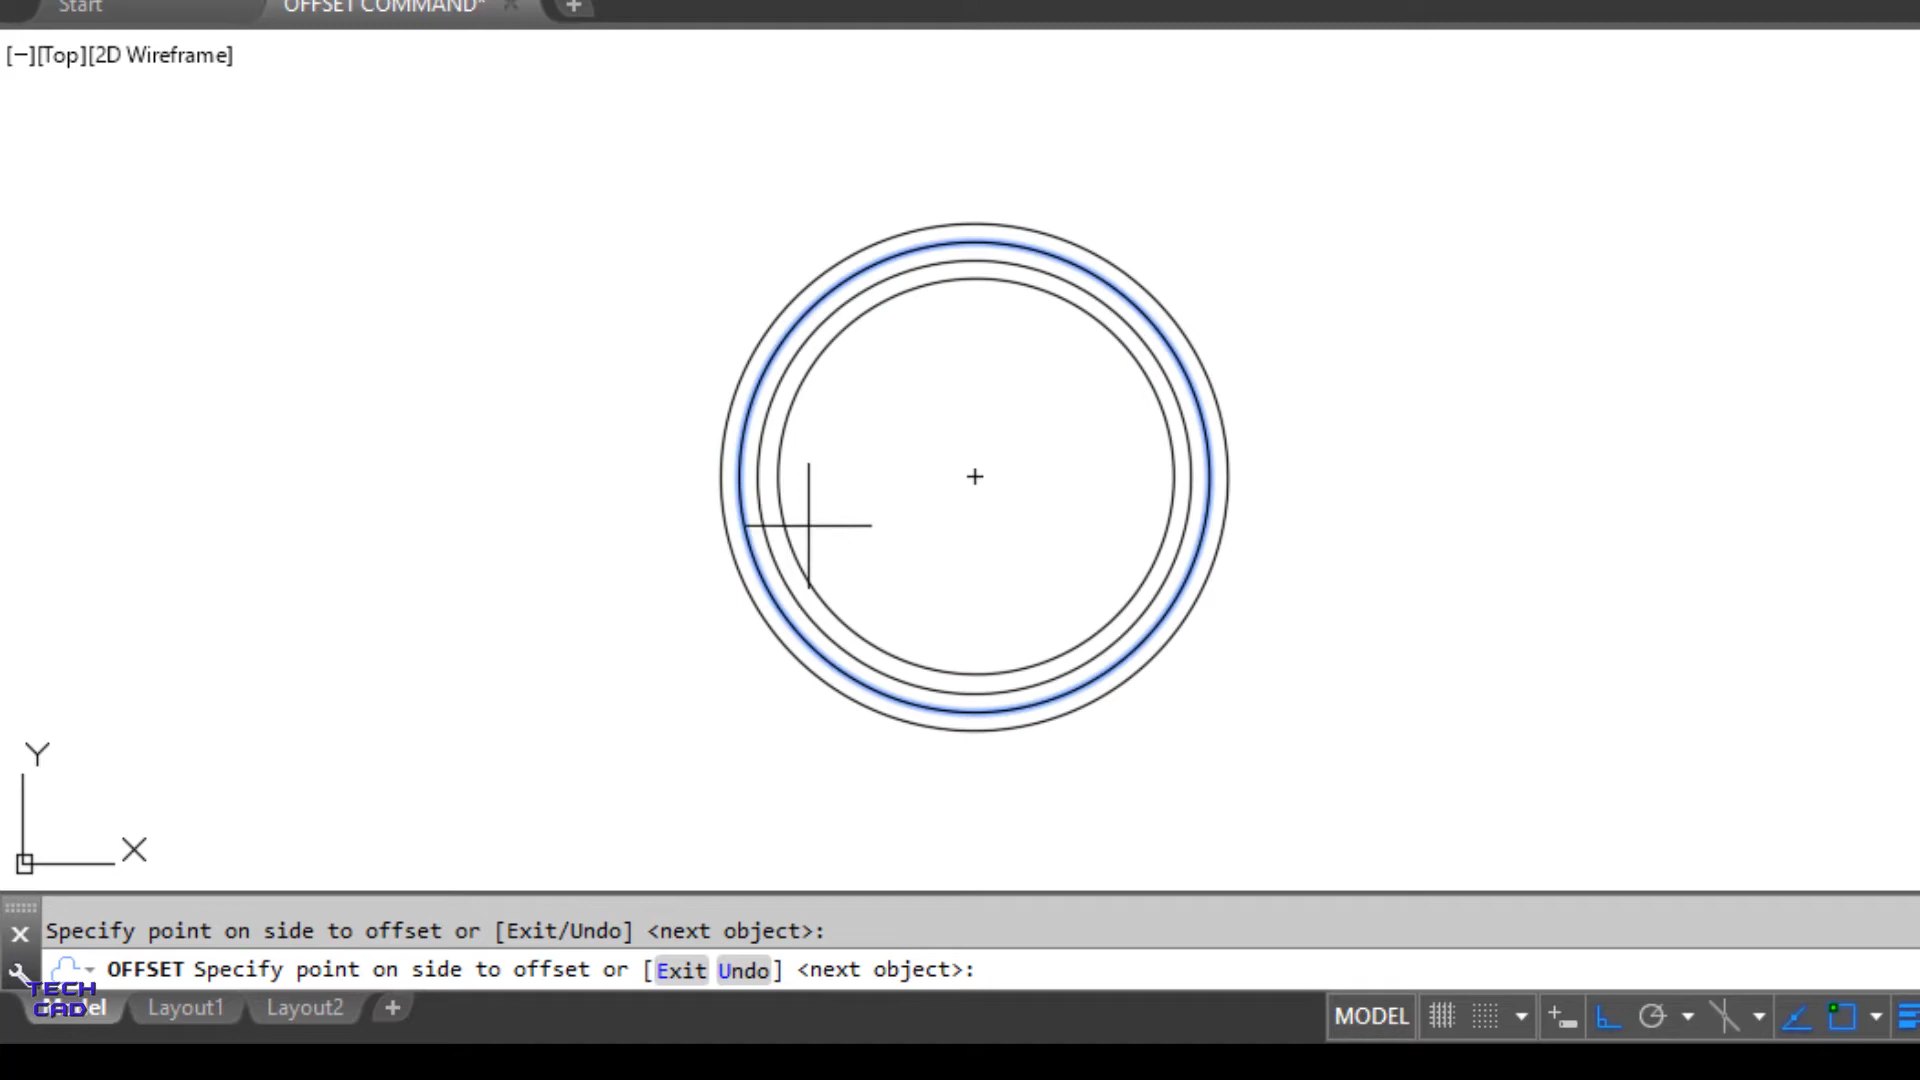 Start
OFFSET COMMAND*
[−][Top][2D Wireframe]
Y
X
Specify point on side to offset or [Exit/Undo] <next object>:
OFFSET Specify point on side to offset or [Exit Undo] <next object>:
TECH
CAD
Model
Layout1
Layout2
MODEL